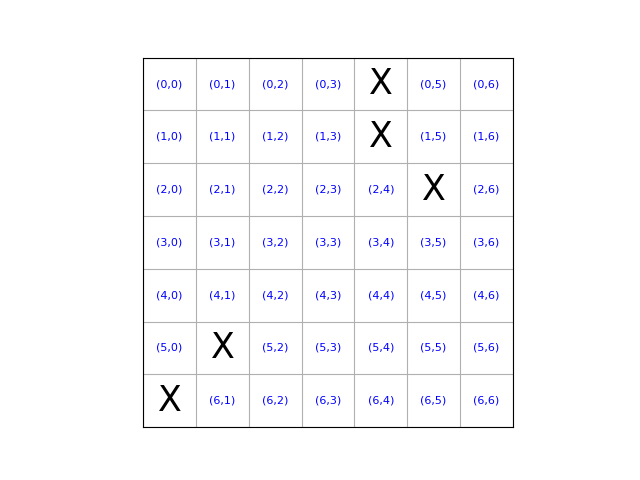 (0,0) (0,1) (0,2) (0,3) X (0,5) (0,6)
(1,0) (1,1) (1,2) (1,3) X (1,5) (1,6)
(2,0) (2,1) (2,2) (2,3) (2,4) X (2,6)
(3,0) (3,1) (3,2) (3,3) (3,4) (3,5) (3,6)
(4,0) (4,1) (4,2) (4,3) (4,4) (4,5) (4,6)
(5,0) X (5,2) (5,3) (5,4) (5,5) (5,6)
X (6,1) (6,2) (6,3) (6,4) (6,5) (6,6)